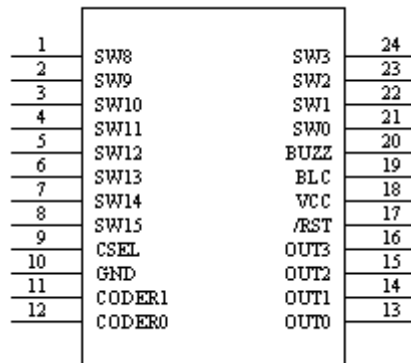 1 SW8 SW3 24
2 SW9 SW2 23
3 SW10 SW1 22
4 SW11 SW0 21
5 SW12 BUZZ 20
6 SW13 BLC 19
7 SW14 VCC 18
8 SW15 /RST 17
9 CSEL OUT3 16
10 GND OUT2 15
11 CODER1 OUT1 14
12 CODER0 OUT0 13